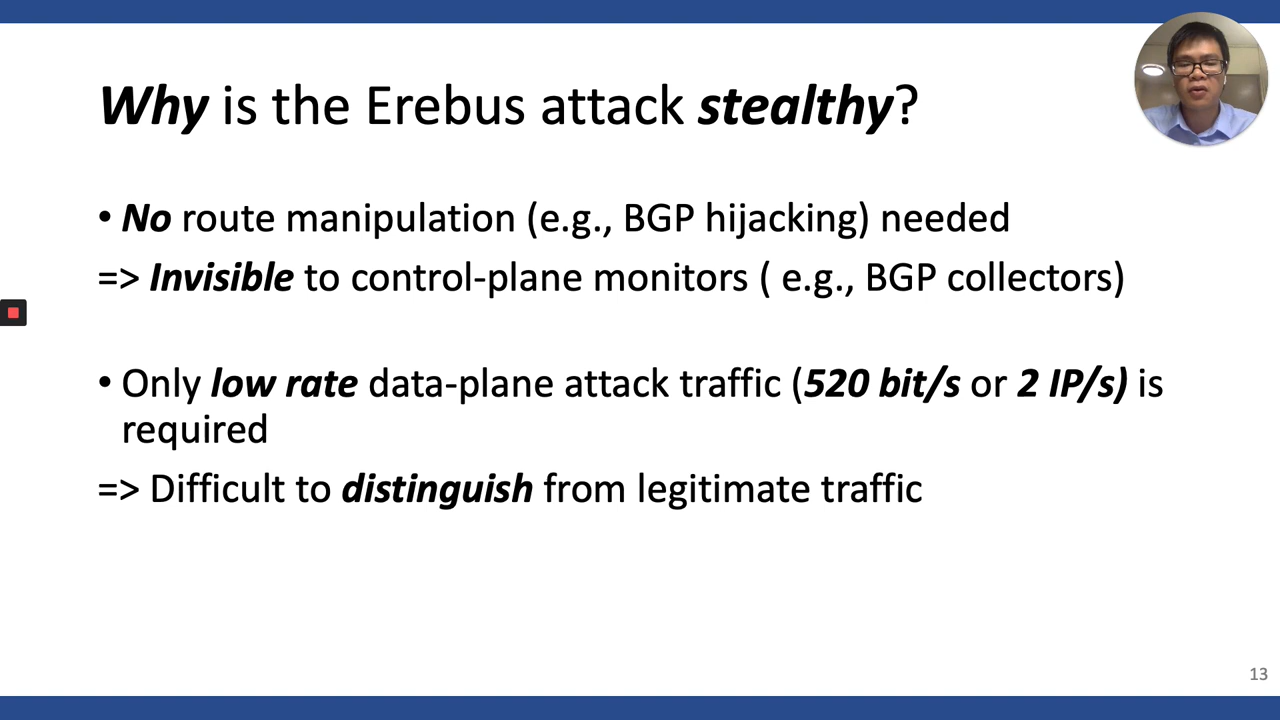 Why is the Erebus attack stealthy?
• No route manipulation (e.g., BGP hijacking) needed
=> Invisible to control-plane monitors ( e.g., BGP collectors)
• Only low rate data-plane attack traffic (520 bit/s or 2 IP/s) is
required
=> Difficult to distinguish from legitimate traffic
13